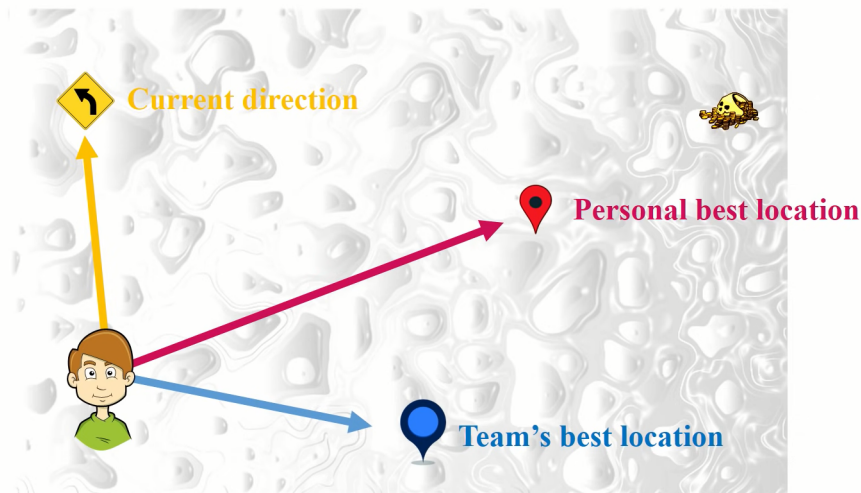 Current direction
Personal best location
Team's best location